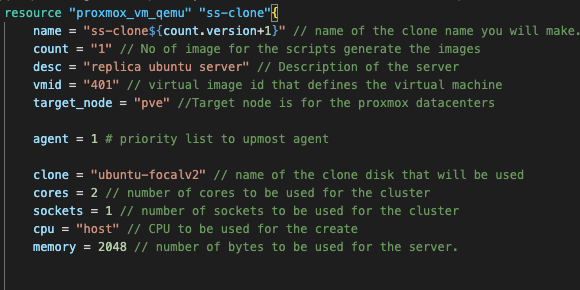 resource "proxmox_vm_qemu" "ss-clone"{
name = "ss-clone${count.version+1}" // name of the clone name you will make.
count = "1" // No of image for the scripts generate the images
desc = "replica ubuntu server" // Description of the server
vmid = "401" // virtual image id that defines the virtual machine
target_node = "pve" //Target node is for the proxmox datacenters
agent = 1 # priority list to upmost agent
clone = "ubuntu-focalv2" // name of the clone disk that will be used
cores = 2 // number of cores to be used for the cluster
sockets = 1 // number of sockets to be used for the cluster
cpu = "host" // CPU to be used for the create
memory = 2048 // number of bytes to be used for the server.